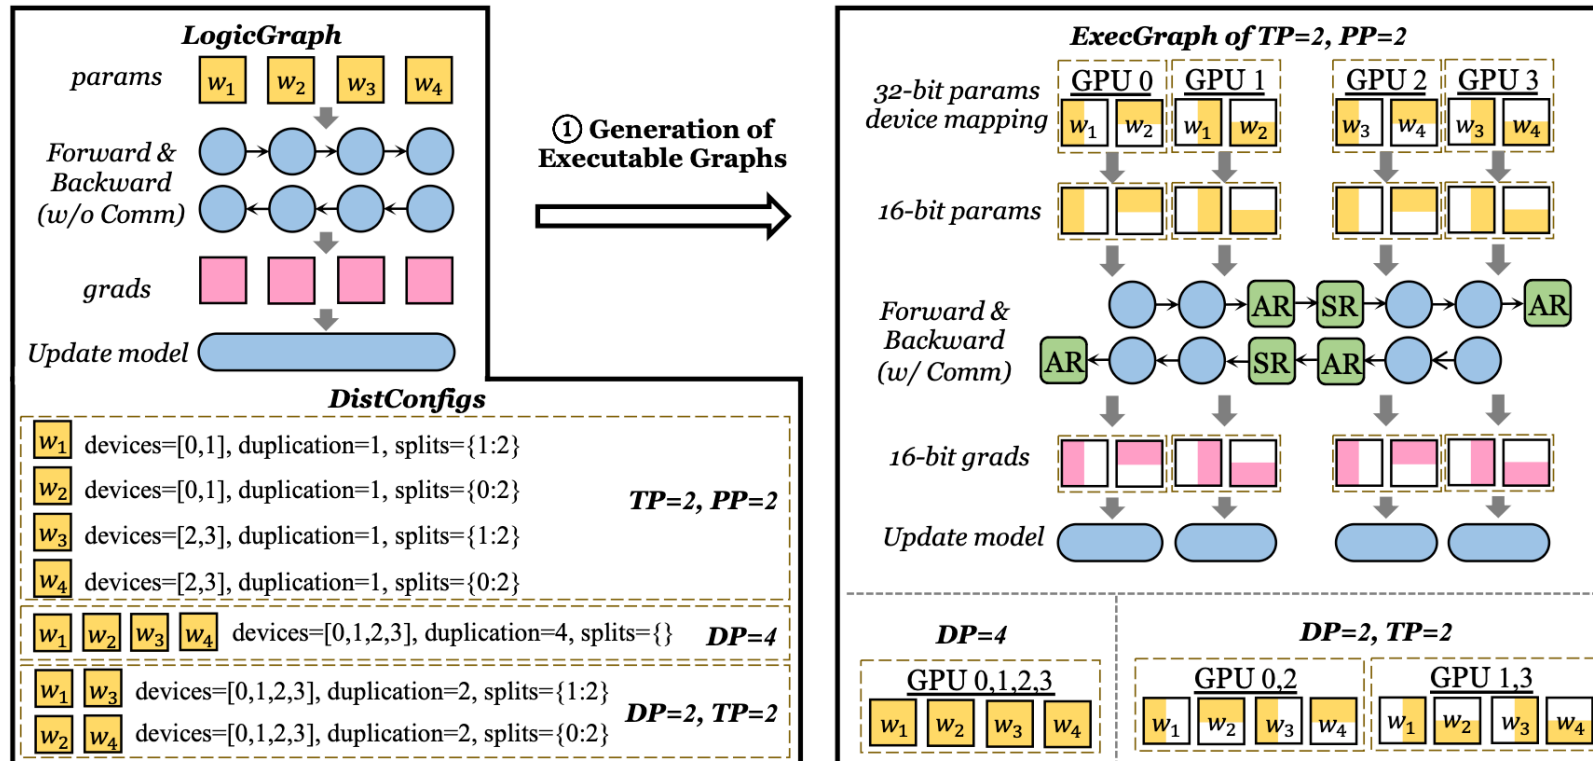 LogicGraph
params
w1 w2 w3 w4
Forward &
Backward
(w/o Comm)
grads
Update model
① Generation of
Executable Graphs
DistConfigs
w1 devices=[0,1], duplication=1, splits={1:2}
w2 devices=[0,1], duplication=1, splits={0:2}
w3 devices=[2,3], duplication=1, splits={1:2}
w4 devices=[2,3], duplication=1, splits={0:2}
TP=2, PP=2
w1 w2 w3 w4 devices=[0,1,2,3], duplication=4, splits={} DP=4
w1 w3 devices=[0,1,2,3], duplication=2, splits={1:2}
w2 w4 devices=[0,1,2,3], duplication=2, splits={0:2}
DP=2, TP=2
ExecGraph of TP=2, PP=2
32-bit params
device mapping
GPU 0 GPU 1 GPU 2 GPU 3
w1 w2 w1 w2 w3 w4 w3 w4
16-bit params
Forward &
Backward
(w/ Comm)
AR SR AR
AR SR AR
16-bit grads
Update model
DP=4
GPU 0,1,2,3
w1 w2 w3 w4
DP=2, TP=2
GPU 0,2 GPU 1,3
w1 w2 w3 w4 w1 w2 w3 w4